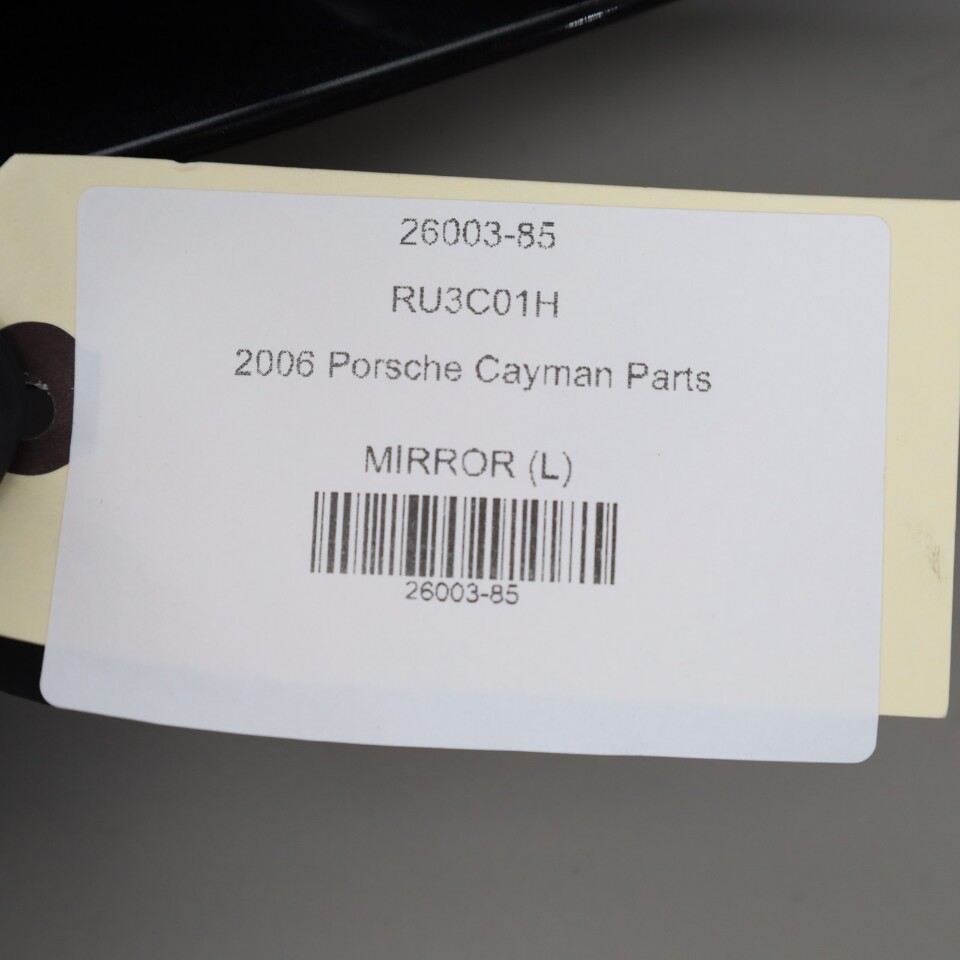 26003-85
RU3C01H
2006 Porsche Cayman Parts
MIRROR (L)
26003-85